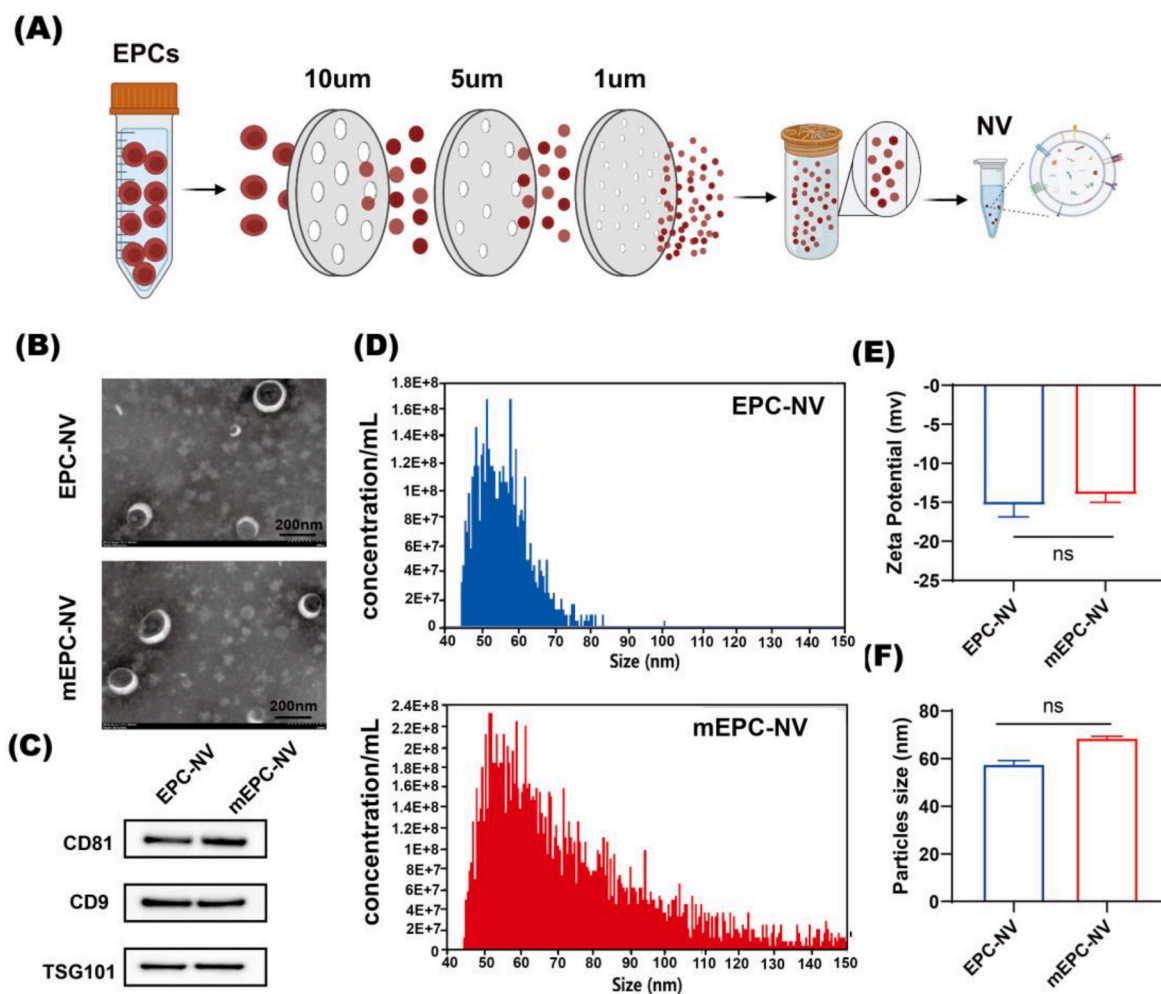 (A)
EPCs
10um
5um
1um
NV
(B)
EPC-NV
200nm
mEPC-NV
200nm
(C)
EPC-NV
mEPC-NV
CD81
CD9
TSG101
(D)
EPC-NV
concentration/mL
1.8E+8
1.6E+8
1.4E+8
1.2E+8
1E+8
8E+7
6E+7
4E+7
2E+7
0
40 50 60 70 80 90 100 110 120 130 140 150
Size (nm)
mEPC-NV
concentration/mL
2.4E+8
2.2E+8
2E+8
1.8E+8
1.6E+8
1.4E+8
1.2E+8
1E+8
8E+7
6E+7
4E+7
2E+7
0
40 50 60 70 80 90 100 110 120 130 140 150
Size (nm)
(E)
Zeta Potential (mv)
-0
-5
-10
-15
-20
-25
ns
EPC-NV
mEPC-NV
(F)
Particles size (nm)
80
60
40
20
0
ns
EPC-NV
mEPC-NV